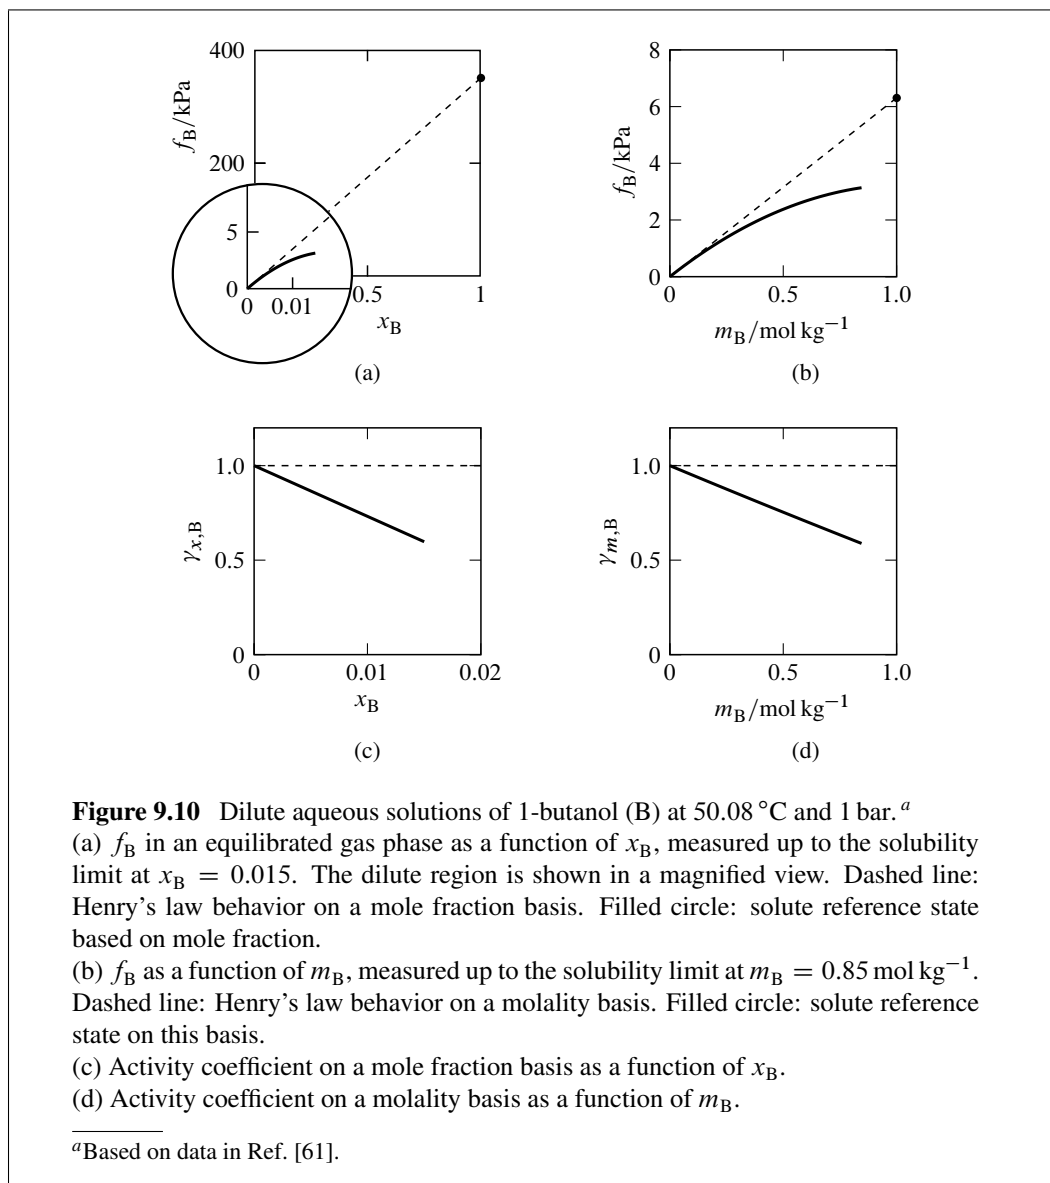 400
200
f_B/kPa
5
0
0
0.01
0.5
1
x_B
(a)
8
6
4
2
0
f_B/kPa
0
0.5
1.0
m_B/mol kg⁻¹
(b)
1.0
0.5
0
γ_x,B
0
0.01
0.02
x_B
(c)
1.0
0.5
0
γ_m,B
0
0.5
1.0
m_B/mol kg⁻¹
(d)
Figure 9.10 Dilute aqueous solutions of 1-butanol (B) at 50.08 °C and 1 bar. ᵃ
(a) f_B in an equilibrated gas phase as a function of x_B, measured up to the solubility
limit at x_B = 0.015. The dilute region is shown in a magnified view. Dashed line:
Henry's law behavior on a mole fraction basis. Filled circle: solute reference state
based on mole fraction.
(b) f_B as a function of m_B, measured up to the solubility limit at m_B = 0.85 mol kg⁻¹.
Dashed line: Henry's law behavior on a molality basis. Filled circle: solute reference
state on this basis.
(c) Activity coefficient on a mole fraction basis as a function of x_B.
(d) Activity coefficient on a molality basis as a function of m_B.
ᵃBased on data in Ref. [61].